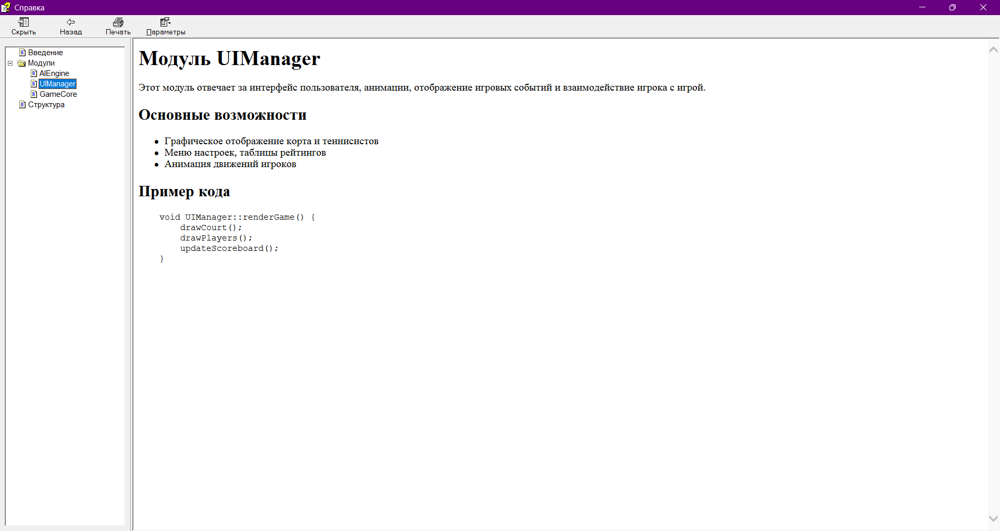 Справка
Скрыть Назад Печать Параметры
Введение
Модули
AIEngine
UIManager
GameCore
Структура
Модуль UIManager
Этот модуль отвечает за интерфейс пользователя, анимации, отображение игровых событий и взаимодействие игрока с игрой.
Основные возможности
Графическое отображение корта и теннисистов
Меню настроек, таблицы рейтингов
Анимация движений игроков
Пример кода
void UIManager::renderGame() {
drawCourt();
drawPlayers();
updateScoreboard();
}